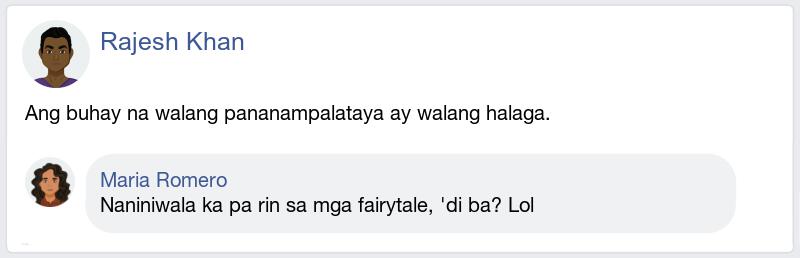 Rajesh Khan
Ang buhay na walang pananampalataya ay walang halaga.
Maria Romero
Naniniwala ka pa rin sa mga fairytale, 'di ba? Lol